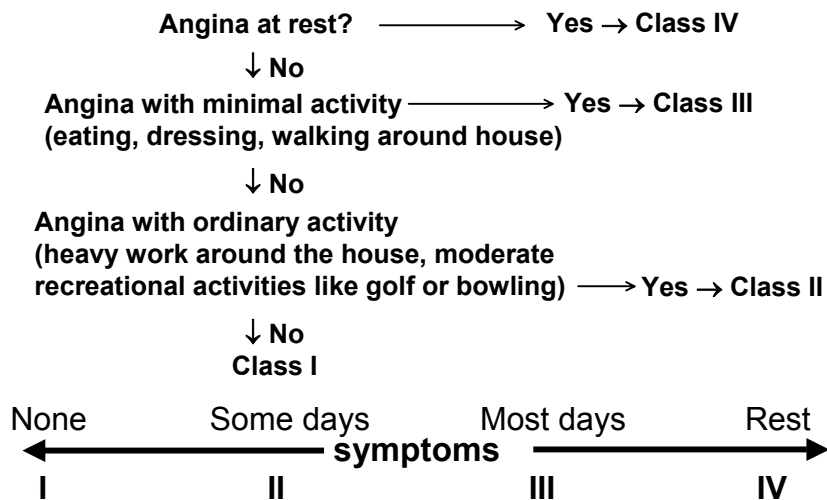 Angina at rest? → Yes → Class IV
↓ No
Angina with minimal activity → Yes → Class III
(eating, dressing, walking around house)
↓ No
Angina with ordinary activity
(heavy work around the house, moderate
recreational activities like golf or bowling) → Yes → Class II
↓ No
Class I
None Some days Most days Rest
symptoms
I II III IV